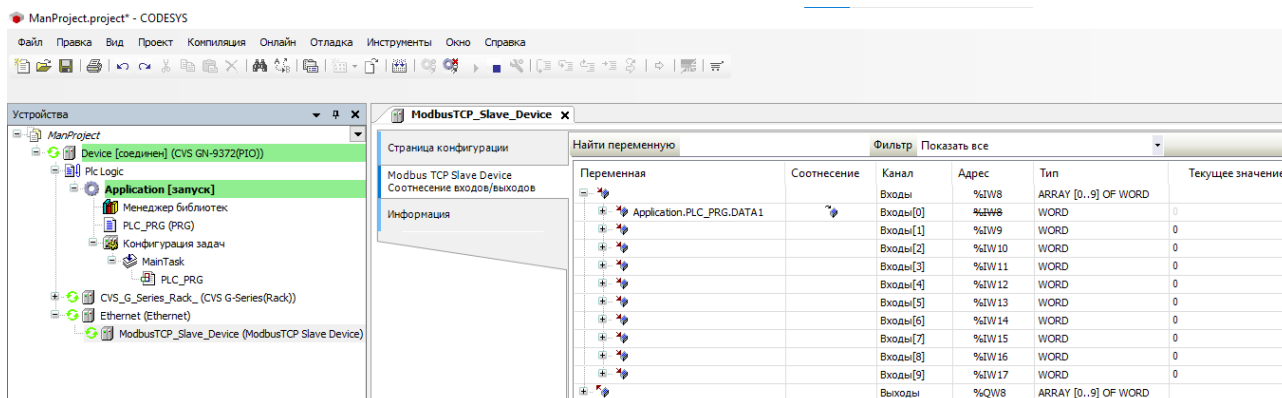 ManProject.project* - CODESYS
Файл Правка Вид Проект Компиляция Онлайн Отладка Инструменты Окно Справка
Устройства
ManProject
Device [соединен] (CVS GN-9372(PIO))
Plc Logic
Application [запуск]
Менеджер библиотек
PLC_PRG (PRG)
Конфигурация задач
MainTask
PLC_PRG
CVS_G_Series_Rack_ (CVS G-Series(Rack))
Ethernet (Ethernet)
ModbusTCP_Slave_Device (ModbusTCP Slave Device)
ModbusTCP_Slave_Device
Страница конфигурации
Modbus TCP Slave Device
Соотнесение входов/выходов
Информация
Найти переменную Фильтр Показать все
Переменная Соотнесение Канал Адрес Тип Текущее значение
Входы %IW8 ARRAY [0..9] OF WORD
Application.PLC_PRG.DATA1 Входы[0] %IW8 WORD 0
Входы[1] %IW9 WORD 0
Входы[2] %IW10 WORD 0
Входы[3] %IW11 WORD 0
Входы[4] %IW12 WORD 0
Входы[5] %IW13 WORD 0
Входы[6] %IW14 WORD 0
Входы[7] %IW15 WORD 0
Входы[8] %IW16 WORD 0
Входы[9] %IW17 WORD 0
Выходы %QW8 ARRAY [0..9] OF WORD